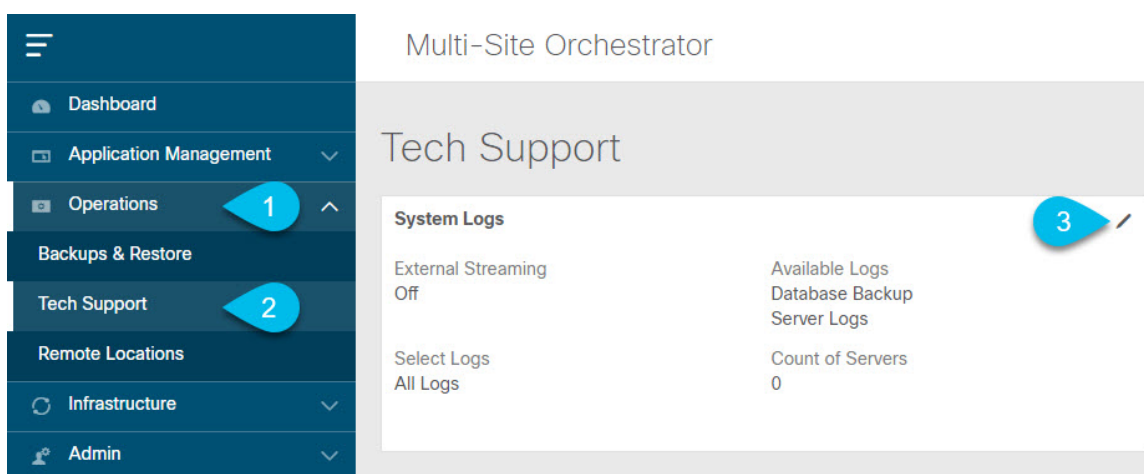 Multi-Site Orchestrator
Dashboard
Application Management
Operations
1
Backups & Restore
Tech Support
2
Remote Locations
Infrastructure
Admin
Tech Support
System Logs
3
External Streaming
Off
Available Logs
Database Backup
Server Logs
Select Logs
All Logs
Count of Servers
0